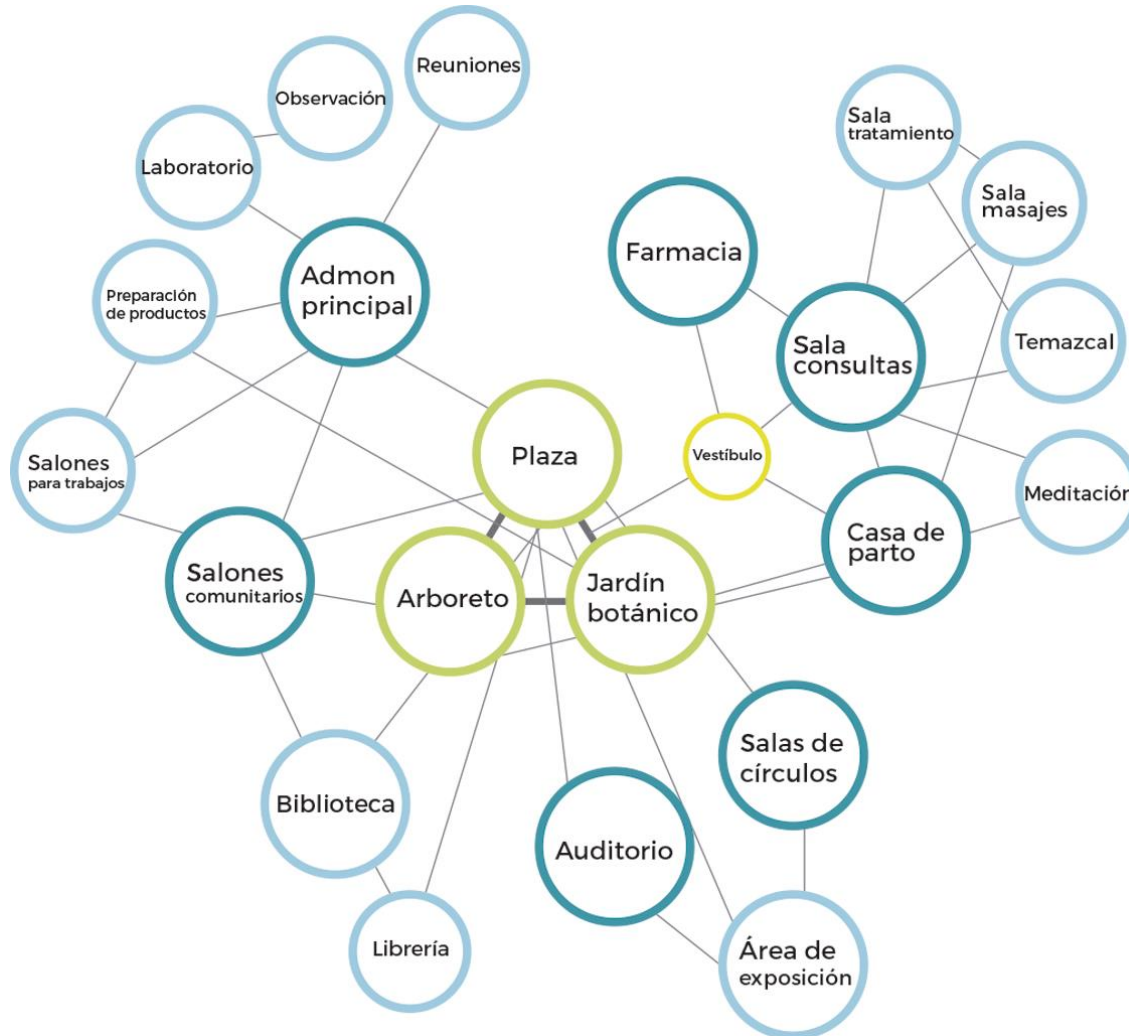 Reuniones
Observación
Laboratorio
Sala
tratamiento
Sala
masajes
Farmacia
Admon
principal
Preparación
de productos
Sala
consultas
Temazcal
Plaza
Vestíbulo
Salones
para trabajos
Meditación
Casa de
parto
Salones
comunitarios
Arboreto
Jardín
botánico
Salas de
círculos
Biblioteca
Auditorio
Librería
Área de
exposición